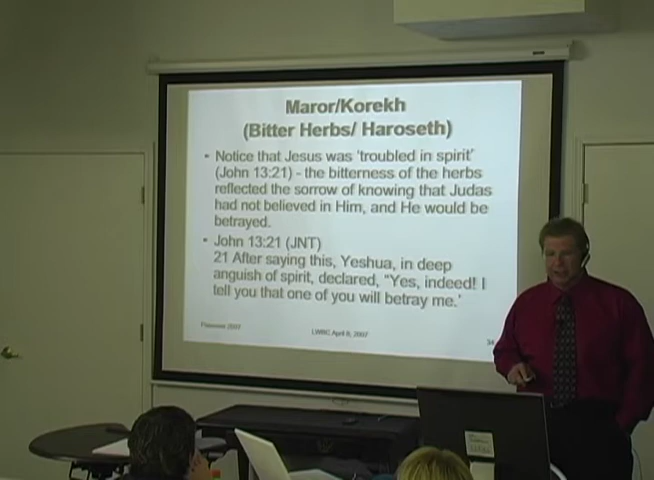 Maror/Korekh
(Bitter Herbs/ Haroseth)
- Notice that Jesus was 'troubled in spirit'
(John 13:21) - the bitterness of the herbs
reflected the sorrow of knowing that Judas
had not believed in Him, and He would be
betrayed.
- John 13:21 (JNT)
21 After saying this, Yeshua, in deep
anguish of spirit, declared, "Yes, indeed! I
tell you that one of you will betray me.'
Passover 2007
LWBC April 8, 2007
34